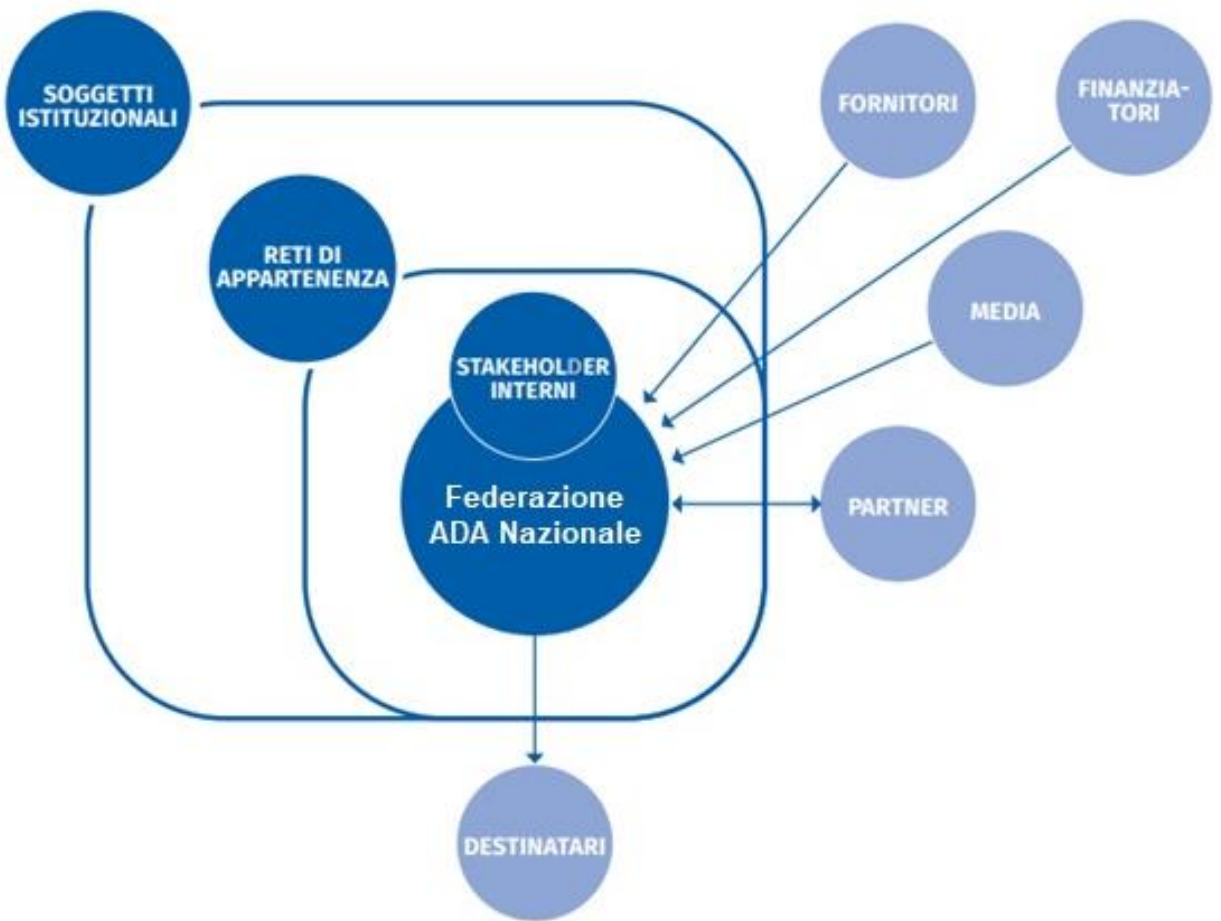 SOGGETTI
ISTITUZIONALI
FORNITORI
FINANZIA-
TORI
RETI DI
APPARTENENZA
MEDIA
STAKEHOLDER
INTERNI
Federazione
ADA Nazionale
PARTNER
DESTINATARI